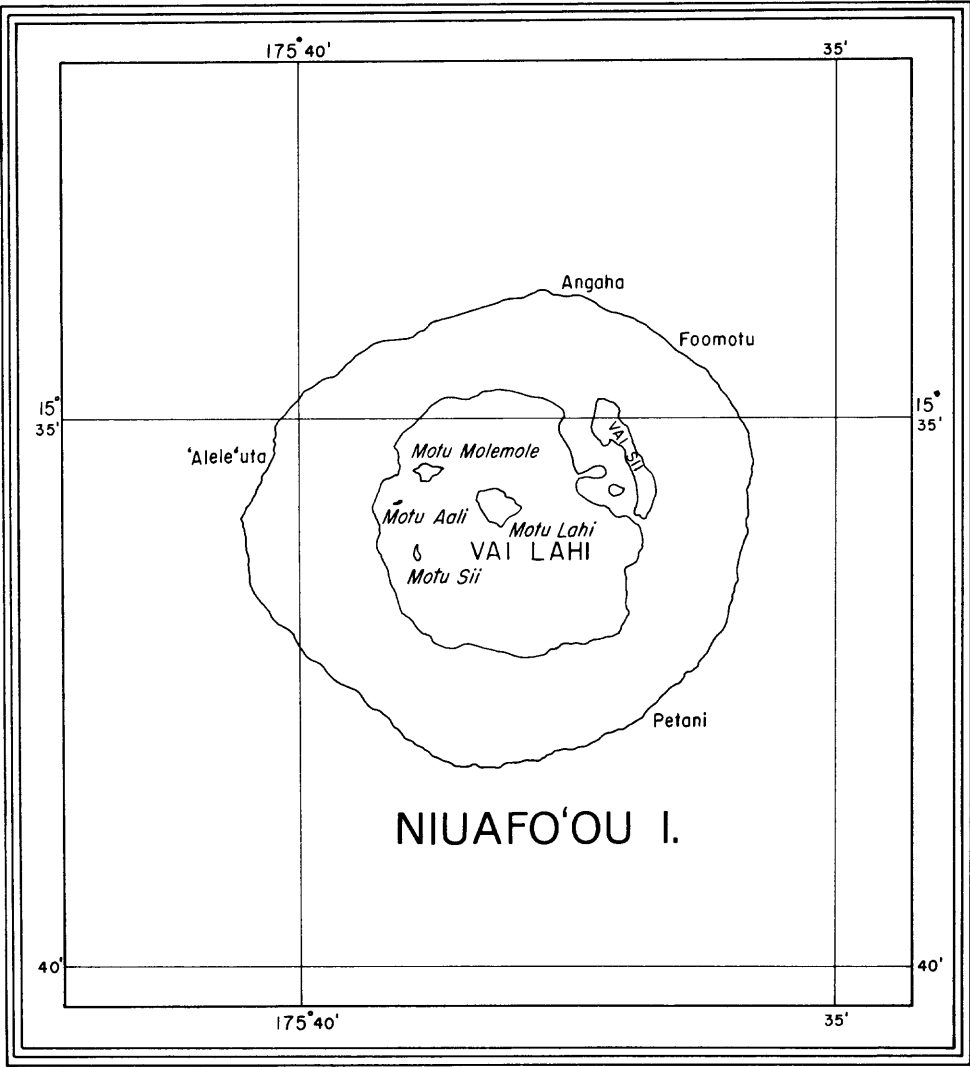 175°40'
35'
Angaha
Foomotu
15°
35'
15°
35'
VAI SII
'Alele'uta
Motu Molemole
Motu Aali
Motu Lahi
VAI LAHI
Motu Sii
Petani
NIUAFO'OU I.
40'
40'
175°40'
35'